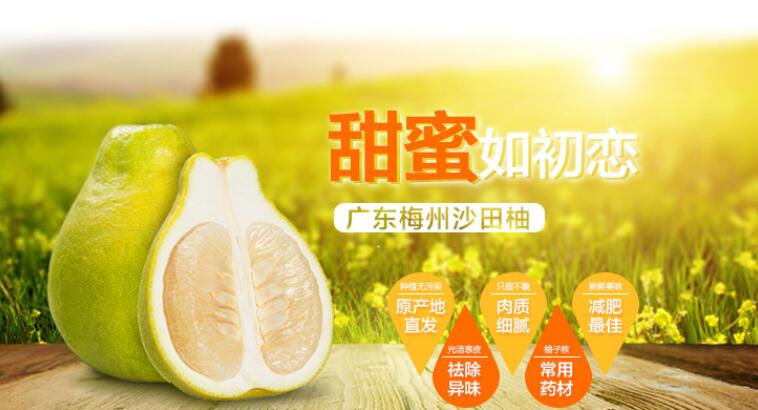 甜蜜如初恋
广东梅州沙田柚
种植无污染
原产地
直发
光洁表皮
祛除
异味
只甜不酸
肉质
细腻
柚子核
常用
药材
新鲜美味
减肥
最佳